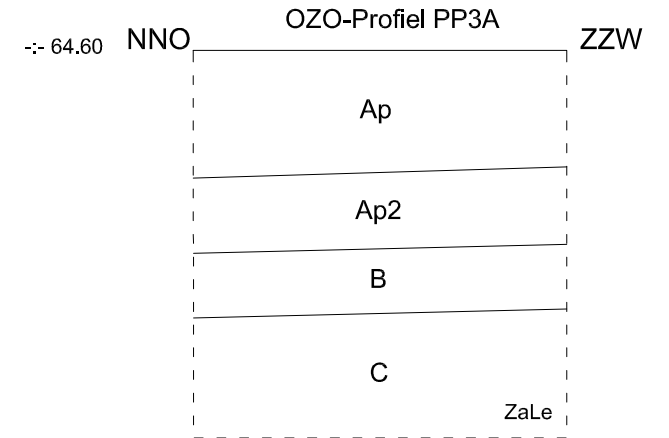 OZO-Profiel PP3A
-:- 64.60 NNO ZZW
Ap
Ap2
B
C
ZaLe